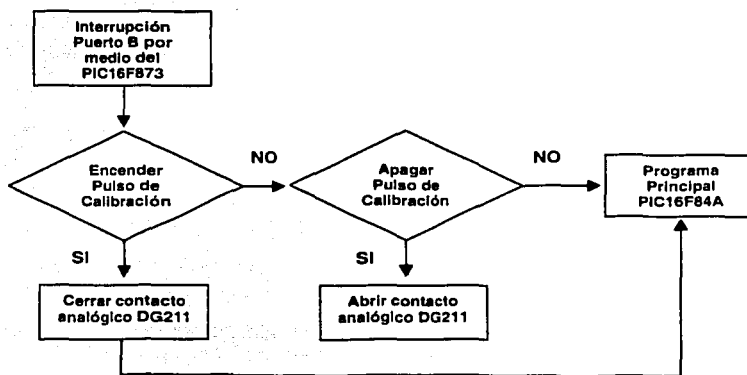 Interrupción
Puerto B por
medio del
PIC16F873
Encender
Pulso de
Calibración
NO
Apagar
Pulso de
Calibración
NO
Programa
Principal
PIC16F84A
SI
SI
Cerrar contacto
analógico DG211
Abrir contacto
analógico DG211